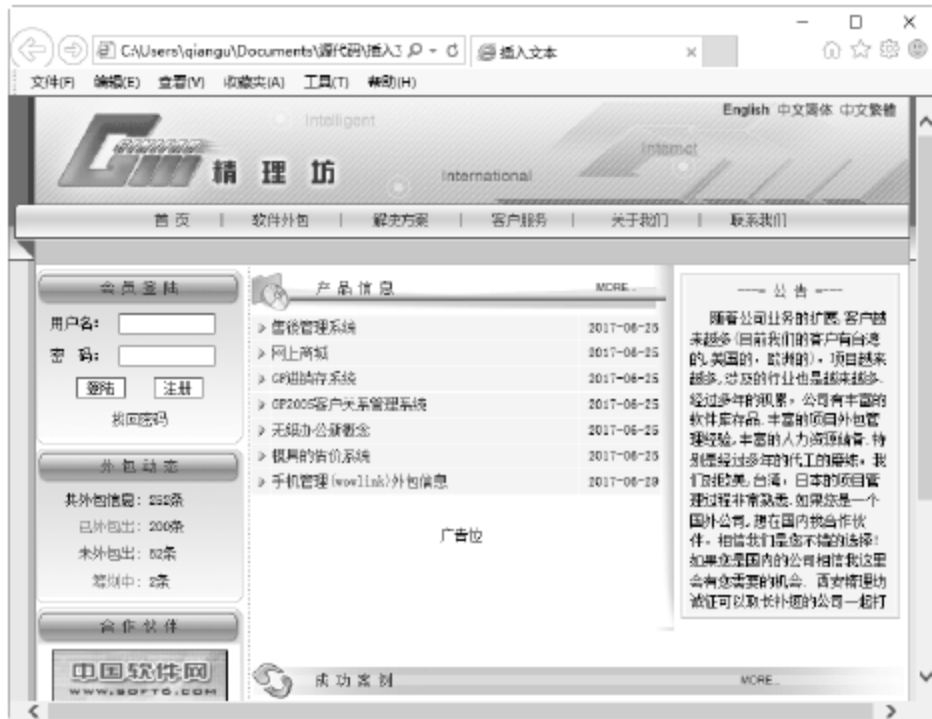 C:\Users\qiangu\Documents\源代码\插入文
插入文本
文件(F) 编辑(E) 查看(V) 收藏夹(A) 工具(T) 帮助(H)
English 中文简体 中文繁體
Intelligent
Internet
精理坊
International
首页 | 软件外包 | 解决方案 | 客户服务 | 关于我们 | 联系我们
会员登陆
用户名:
密 码:
登陆 注册
找回密码
外包动态
共外包信息: 252条
已外包出: 200条
未外包出: 52条
筹划中: 2条
合作伙伴
中国软件网
WWW.SOFT6.COM
产品信息 MORE..
售後管理系统 2017-06-25
网上商城 2017-06-25
GP进销存系统 2017-06-25
GP2005客户关系管理系统 2017-06-25
无纸办公新概念 2017-06-25
模具的估价系统 2017-06-25
手机管理(wowlink)外包信息 2017-06-29
广告位
成功案例 MORE..
---- 公告 ----
随着公司业务的扩展,客户越
来越多(目前我们的客户有台湾
的,美国的,欧洲的),项目越来
越多,涉及的行业也是越来越多.
经过多年的积累,公司有丰富的
软件库存品.丰富的项目外包管
理经验,丰富的人力资源储备.特
别是经过多年的代工的磨练,我
们对欧美,台湾,日本的项目管
理过程非常熟悉.如果您是一个
国外公司,想在国内找合作伙
伴,相信我们是您不错的选择!
如果您是国内的公司相信我这里
会有您需要的机会. 西安精理坊
诚征可以取长补短的公司一起打